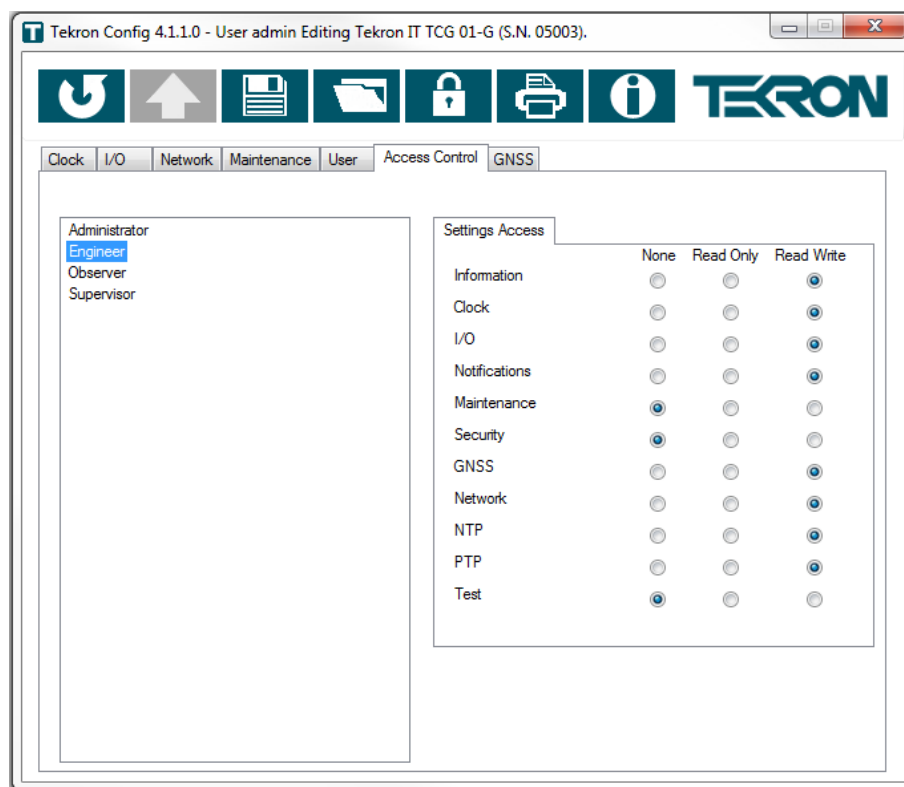 Tekron Config 4.1.1.0 - User admin Editing Tekron IT TCG 01-G (S.N. 05003).
TEKRON
Clock I/O Network Maintenance User Access Control GNSS
Administrator
Engineer
Observer
Supervisor
Settings Access
None Read Only Read Write
Information
Clock
I/O
Notifications
Maintenance
Security
GNSS
Network
NTP
PTP
Test